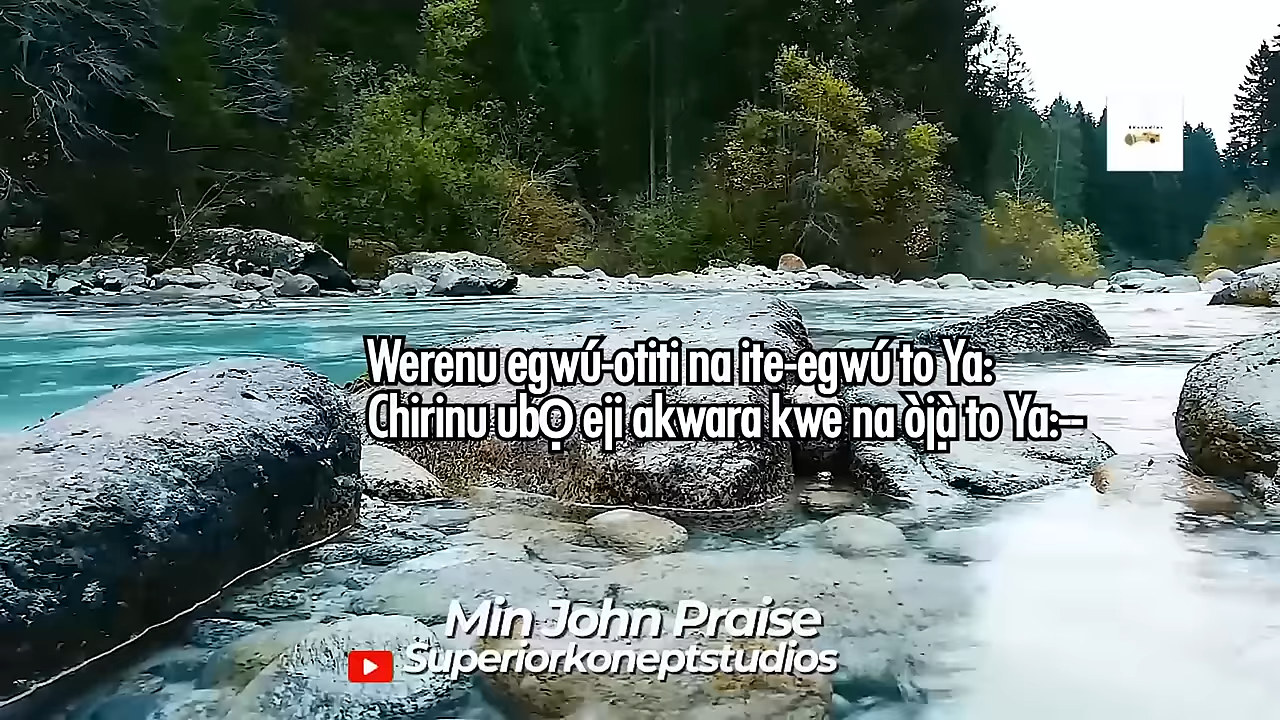 Werenu egwú-otiti na ite-egwú to Ya:
Chirinu ubỌ eji akwara kwe na òjạ̀ to Ya:–
Min John Praise
Superiorkoneptstudios